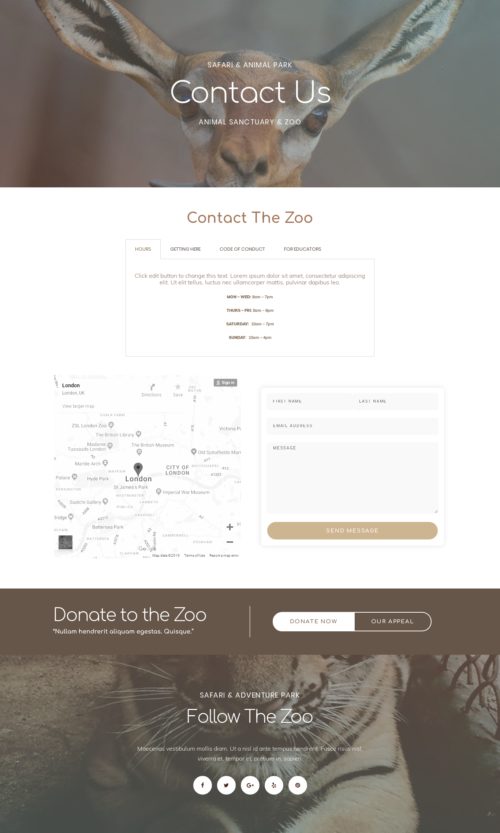 SAFARI & ANIMAL PARK
Contact Us
ANIMAL SANCTUARY & ZOO
Contact The Zoo
HOURS
GETTING HERE
CODE OF CONDUCT
FOR EDUCATORS
Click edit button to change this text. Lorem ipsum dolor sit amet, consectetur adipiscing
elit. Ut elit tellus, luctus nec ullamcorper mattis, pulvinar dapibus leo.
MON – WED: 9am – 7pm
THURS – FRI: 9am – 8pm
SATURDAY: 10am – 7pm
SUNDAY: 10am – 4pm
London
London, UK
Directions
Save
Sign in
View larger map
ZSL London Zoo
The British Library
Madame
Tussauds London
The British Museum
Old Spitalfields Mar
Victoria P
Marble Arch
CITY OF
LONDON
Palace
Hyde Park
London
St James's Park
Imperial War Museum
Saatchi Gallery
Battersea Park
Map data ©2019
Terms of Use
Report a map error
FIRST NAME
LAST NAME
EMAIL ADDRESS
MESSAGE
SEND MESSAGE
Donate to the Zoo
"Nullam hendrerit aliquam egestas. Quisque."
DONATE NOW
OUR APPEAL
SAFARI & ADVENTURE PARK
Follow The Zoo
Maecenas vestibulum mollis diam. Ut a nisl id ante tempus hendrerit. Fusce risus nisl,
viverra et, tempor et, pretium in, sapien.